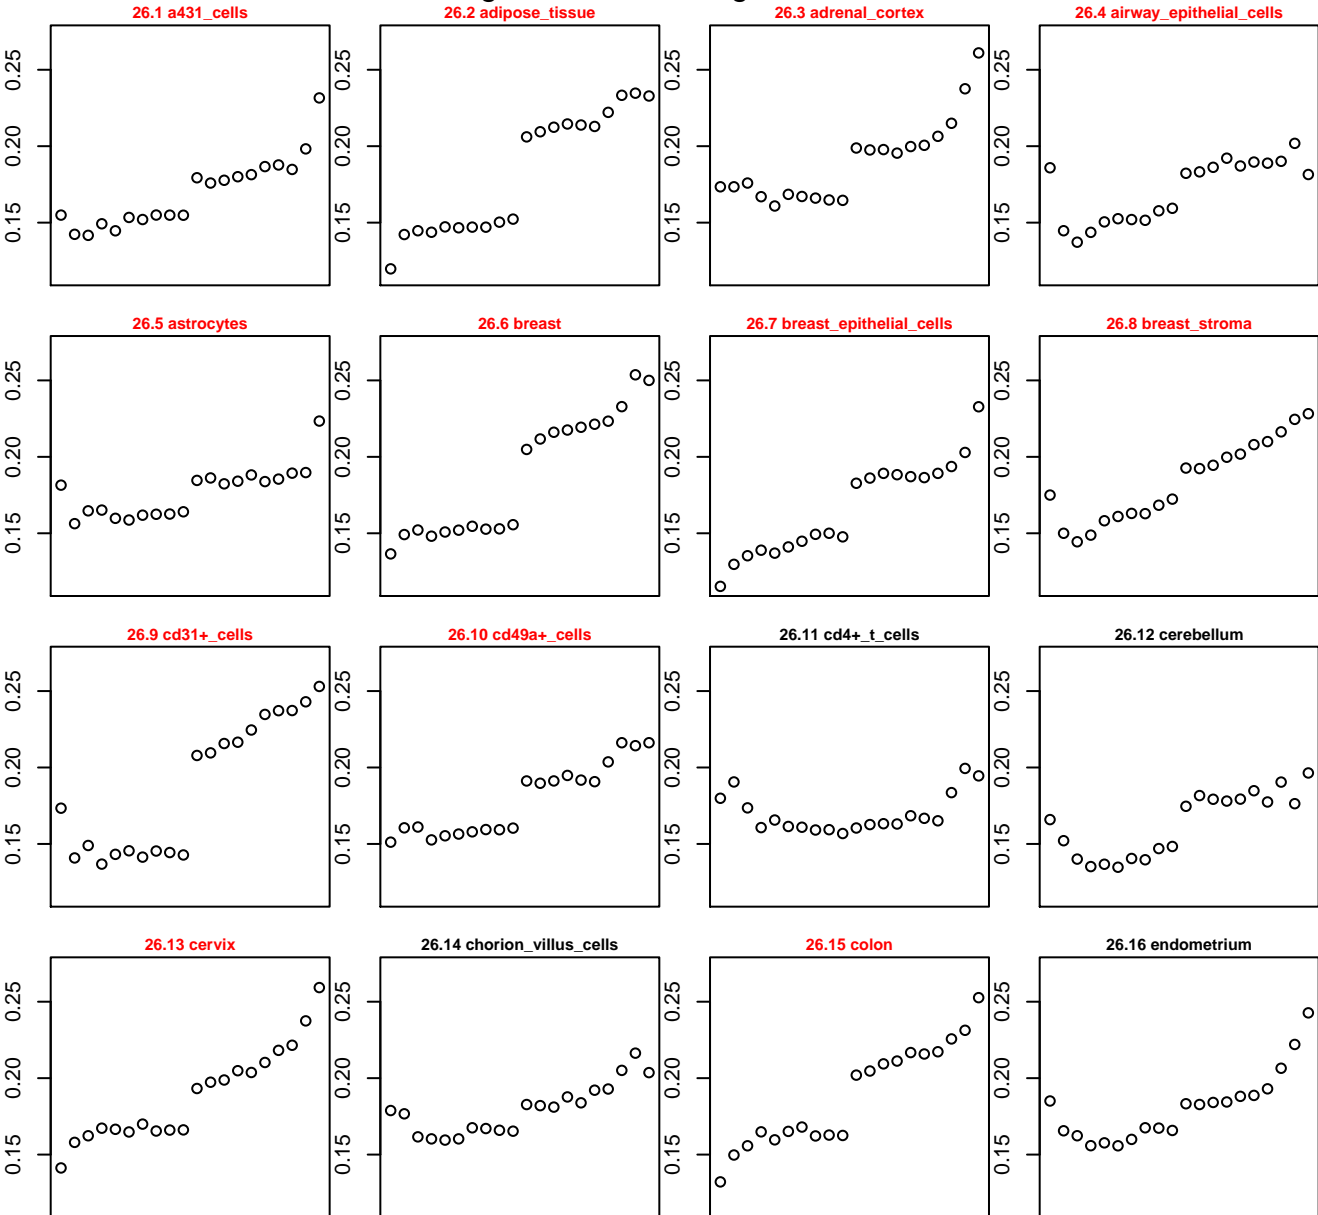 26.1 a431_cells 26.2 adipose_tissue 26.3 adrenal_cortex 26.4 airway_epithelial_cells
0.25 0.25 0.25 0.25
0.20 0.20 0.20 0.20
0.15 0.15 0.15 0.15
26.5 astrocytes 26.6 breast 26.7 breast_epithelial_cells 26.8 breast_stroma
0.25 0.25 0.25 0.25
0.20 0.20 0.20 0.20
0.15 0.15 0.15 0.15
26.9 cd31+_cells 26.10 cd49a+_cells 26.11 cd4+_t_cells 26.12 cerebellum
0.25 0.25 0.25 0.25
0.20 0.20 0.20 0.20
0.15 0.15 0.15 0.15
26.13 cervix 26.14 chorion_villus_cells 26.15 colon 26.16 endometrium
0.25 0.25 0.25 0.25
0.20 0.20 0.20 0.20
0.15 0.15 0.15 0.15